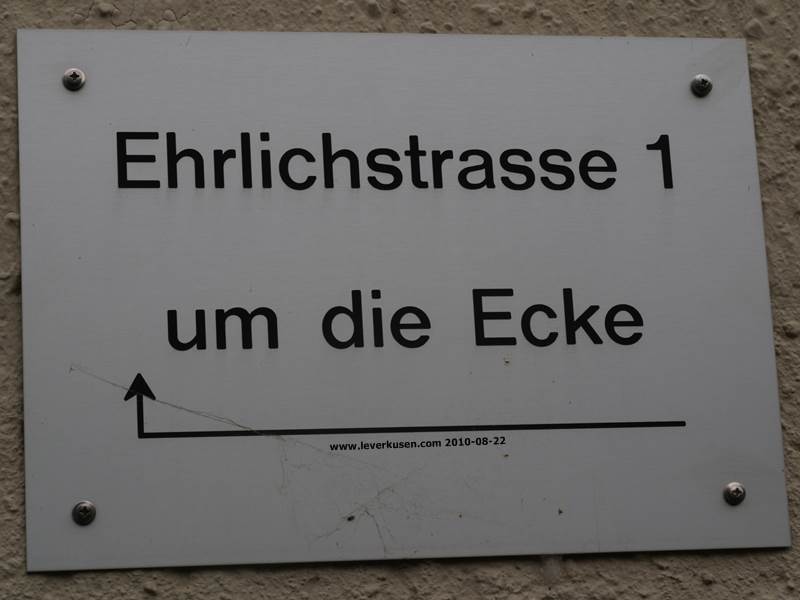 Ehrlichstrasse 1
um die Ecke
www.leverkusen.com 2010-08-22